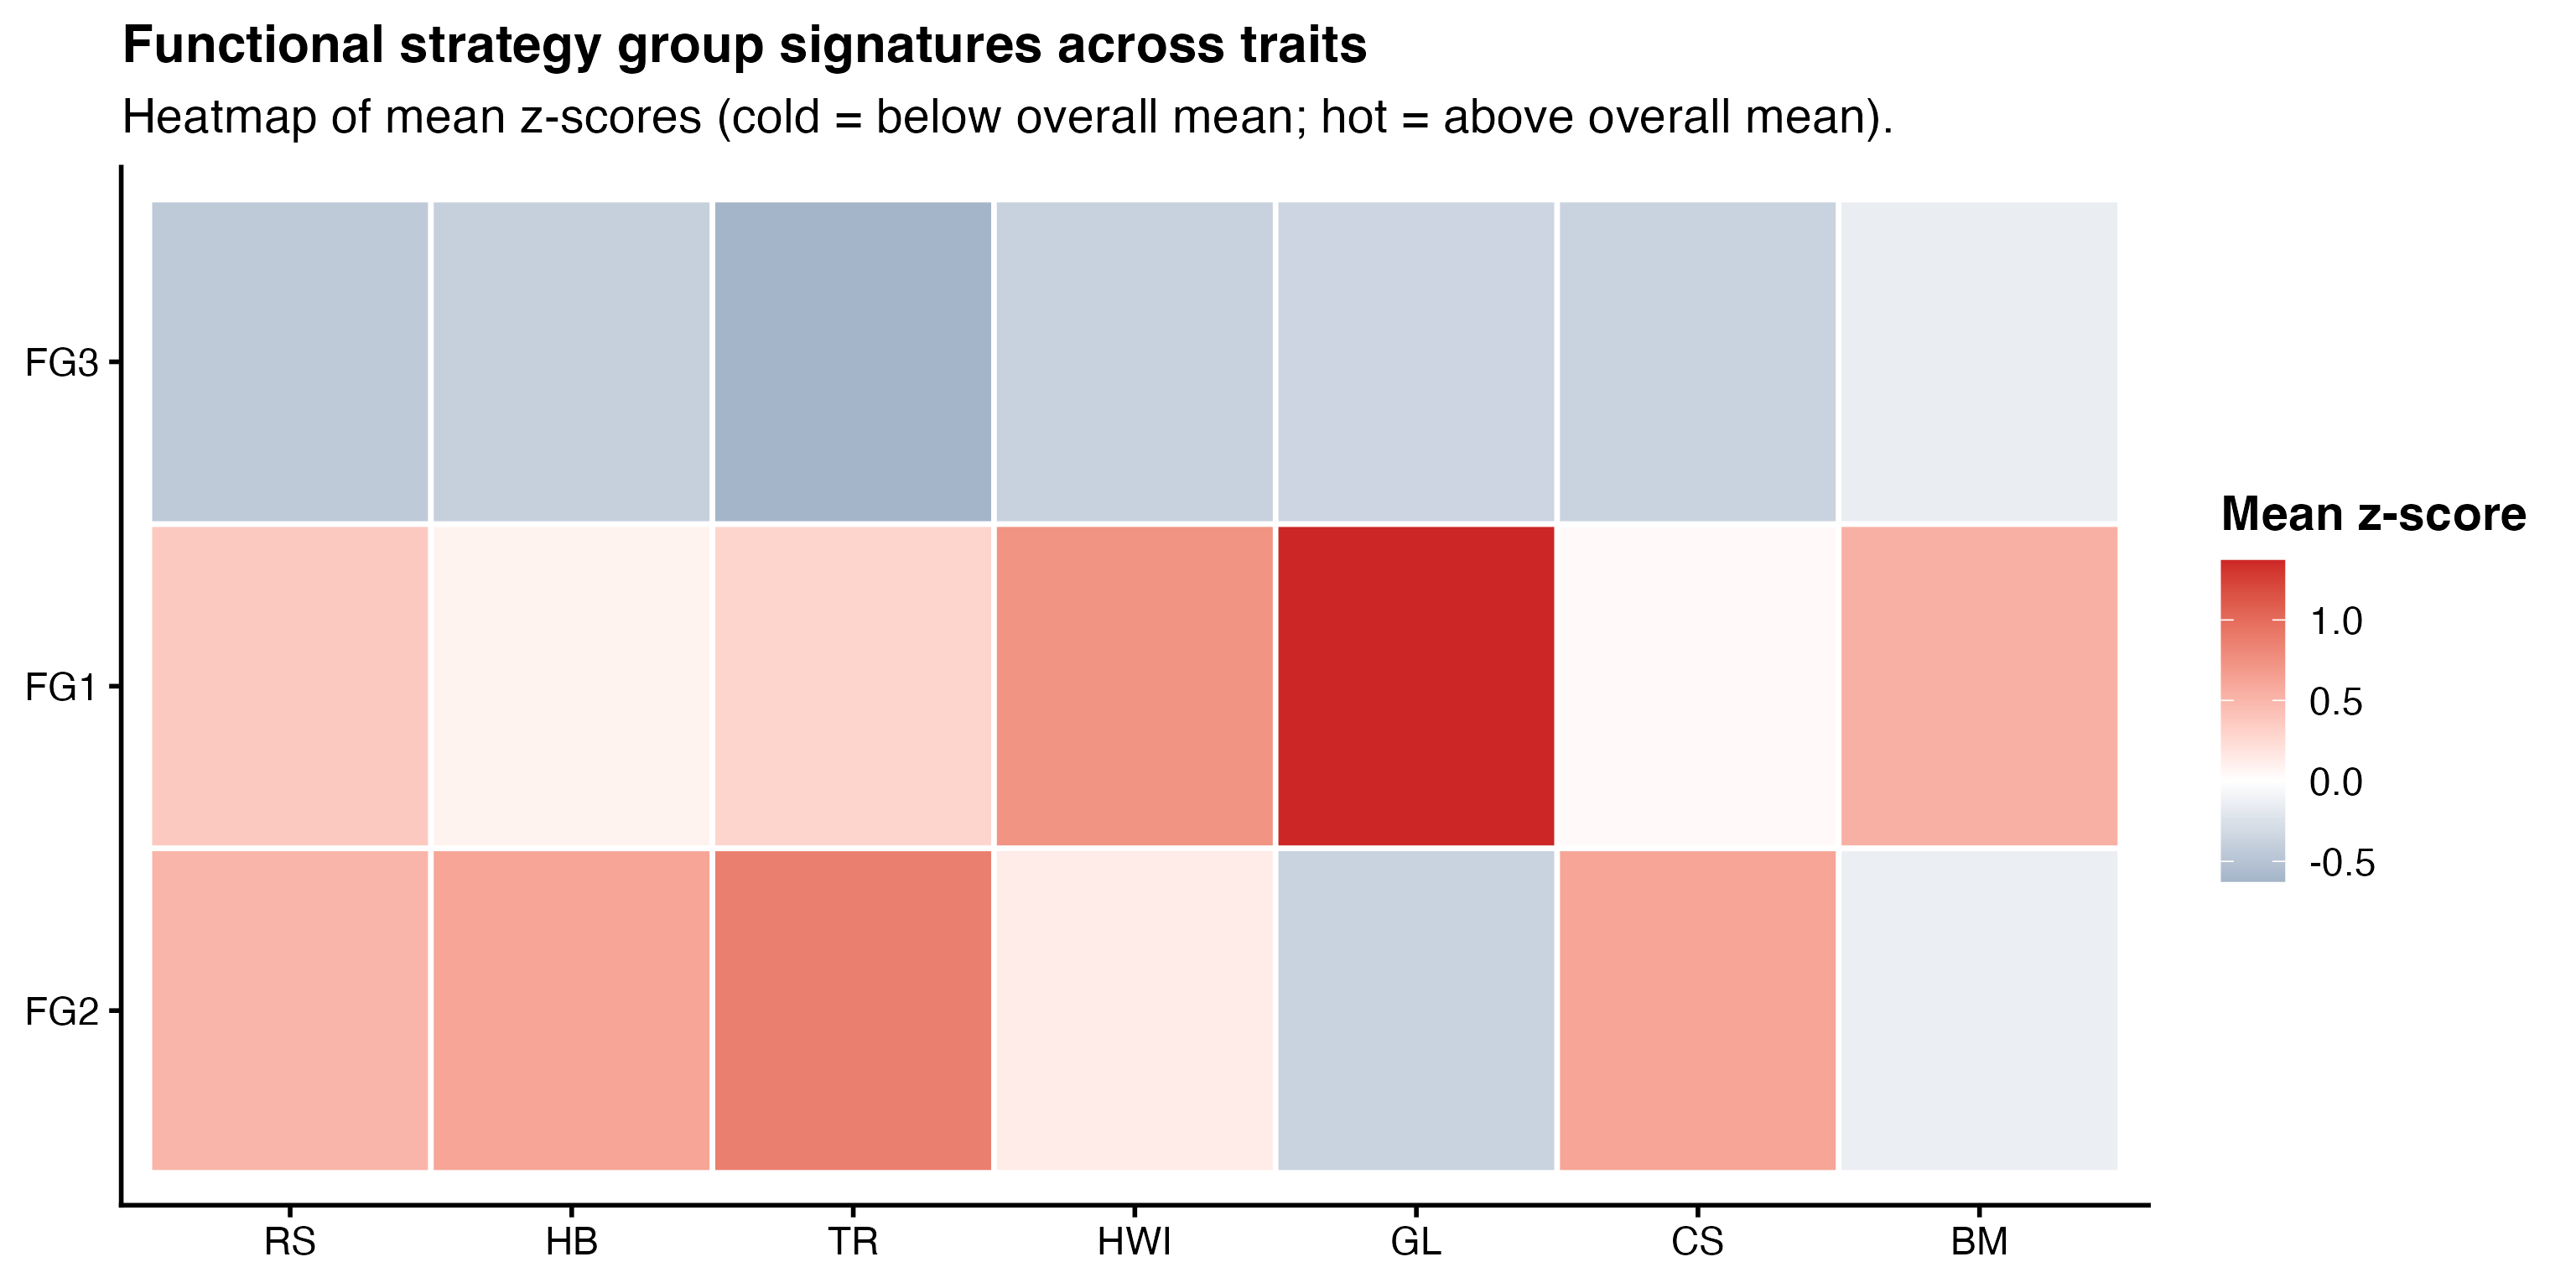 Functional strategy group signatures across traits
Heatmap of mean z-scores (cold = below overall mean; hot = above overall mean).
FG3
FG1
FG2
RS HB TR HWI GL CS BM
Mean z-score
1.0
0.5
0.0
-0.5